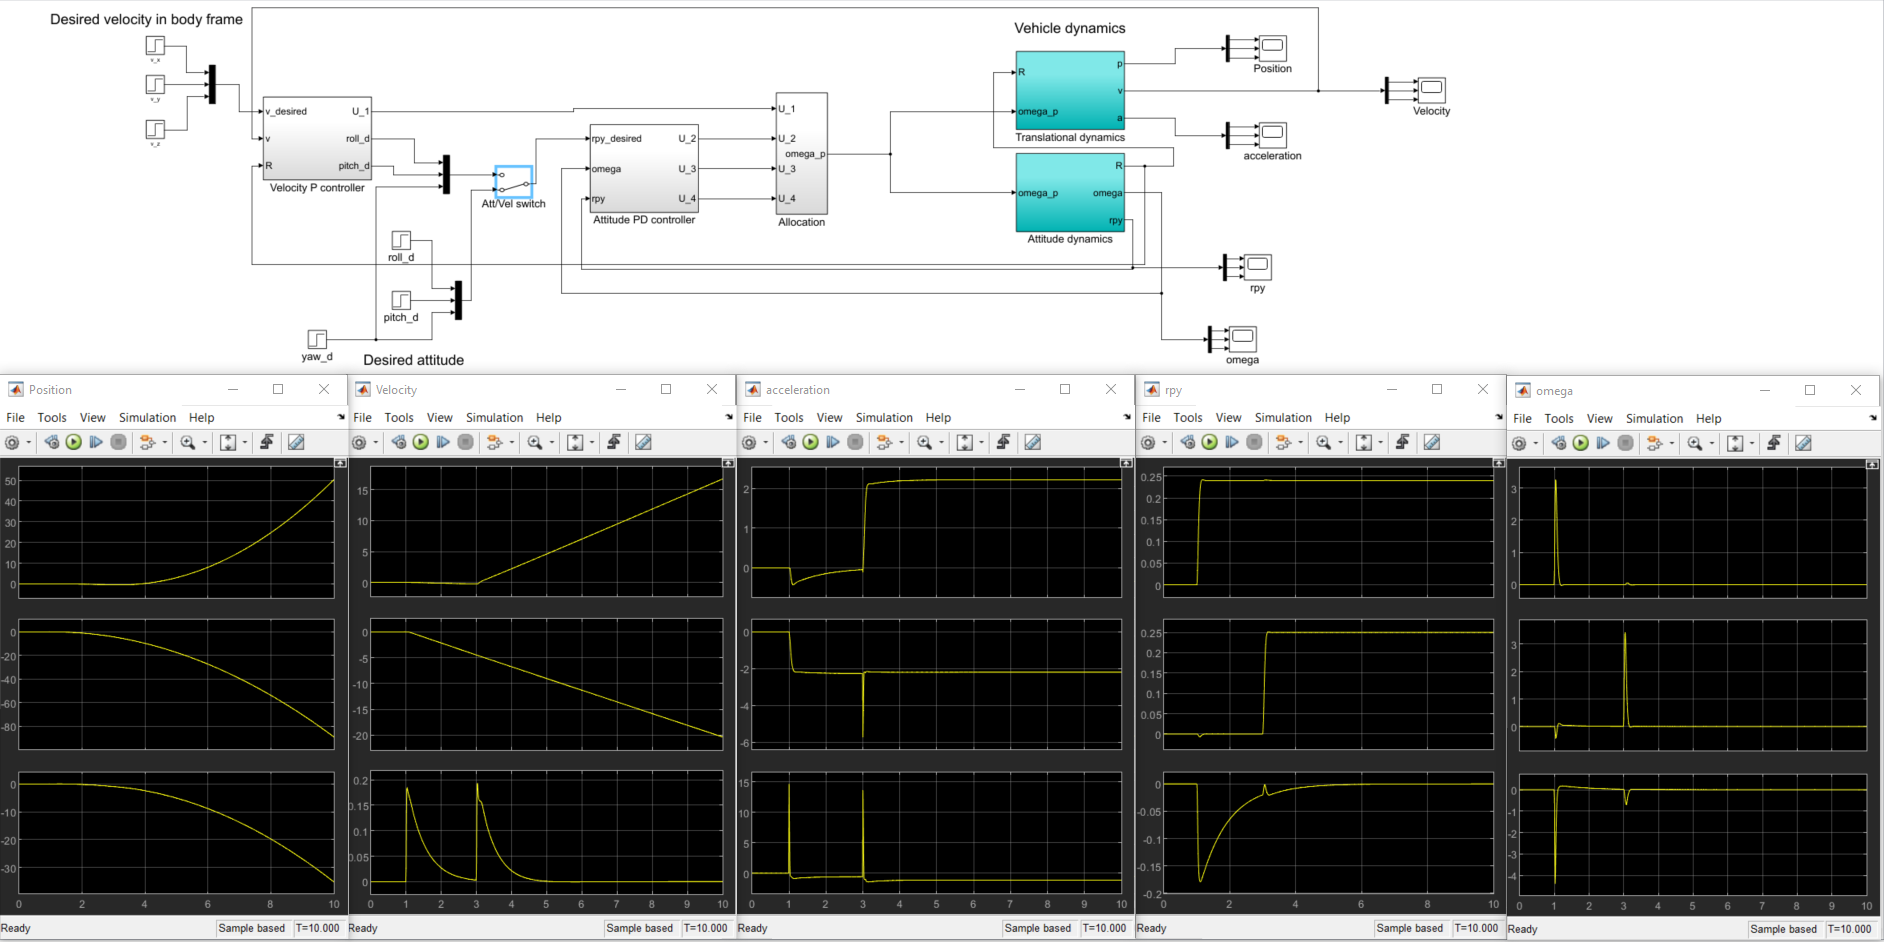 Desired velocity in body frame
v_x
v_y
v_z
v_desired
v
R
U_1
roll_d
pitch_d
Velocity P controller
Att/Vel switch
roll_d
pitch_d
yaw_d
Desired attitude
rpy_desired
omega
rpy
U_2
U_3
U_4
Attitude PD controller
U_1
U_2
U_3
U_4
omega_p
Allocation
Vehicle dynamics
R
omega_p
p
v
a
Translational dynamics
omega_p
R
omega
rpy
Attitude dynamics
Position
Velocity
acceleration
rpy
omega
Position
File Tools View Simulation Help
50
40
30
20
10
0
0
-20
-40
-60
-80
0
-10
-20
-30
0 2 4 6 8 10
Ready Sample based T=10.000
Velocity
File Tools View Simulation Help
15
10
5
0
0
-5
-10
-15
-20
0.2
0.15
0.1
0.05
0
0 1 2 3 4 5 6 7 8 9 10
Ready Sample based T=10.000
acceleration
File Tools View Simulation Help
2
1
0
0
-2
-4
-6
15
10
5
0
0 1 2 3 4 5 6 7 8 9 10
Ready Sample based T=10.000
rpy
File Tools View Simulation Help
0.25
0.2
0.15
0.1
0.05
0
0.25
0.2
0.15
0.1
0.05
0
0
-0.05
-0.1
-0.15
-0.2
0 2 4 6 8 10
Ready Sample based T=10.000
omega
File Tools View Simulation Help
3
2
1
0
3
2
1
0
0
-1
-2
-3
-4
0 1 2 3 4 5 6 7 8 9 10
Ready Sample based T=10.000